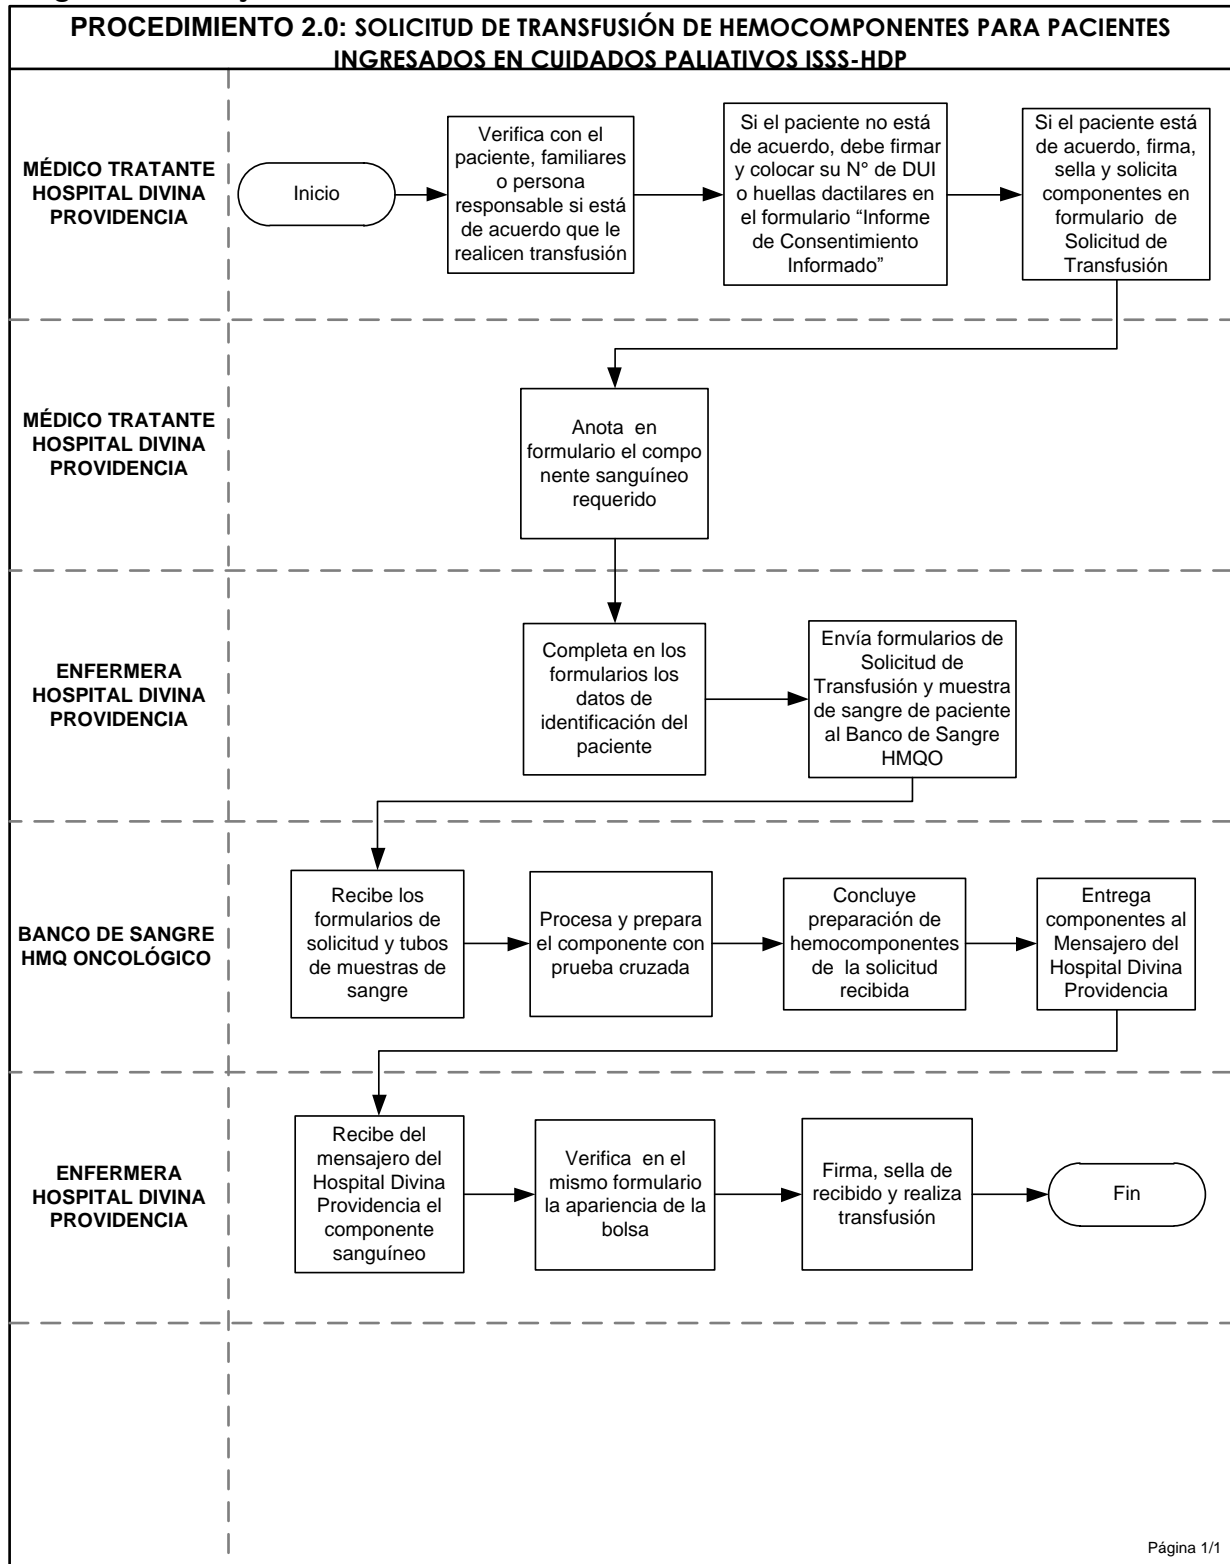 PROCEDIMIENTO 2.0: SOLICITUD DE TRANSFUSIÓN DE HEMOCOMPONENTES PARA PACIENTES
INGRESADOS EN CUIDADOS PALIATIVOS ISSS-HDP
MÉDICO TRATANTE
HOSPITAL DIVINA
PROVIDENCIA
Inicio
Verifica con el
paciente, familiares
o persona
responsable si está
de acuerdo que le
realicen transfusión
Si el paciente no está
de acuerdo, debe firmar
y colocar su N° de DUI
o huellas dactilares en
el formulario “Informe
de Consentimiento
Informado”
Si el paciente está
de acuerdo, firma,
sella y solicita
componentes en
formulario de
Solicitud de
Transfusión
MÉDICO TRATANTE
HOSPITAL DIVINA
PROVIDENCIA
Anota en
formulario el compo
nente sanguíneo
requerido
ENFERMERA
HOSPITAL DIVINA
PROVIDENCIA
Completa en los
formularios los
datos de
identificación del
paciente
Envía formularios de
Solicitud de
Transfusión y muestra
de sangre de paciente
al Banco de Sangre
HMQO
BANCO DE SANGRE
HMQ ONCOLÓGICO
Recibe los
formularios de
solicitud y tubos
de muestras de
sangre
Procesa y prepara
el componente con
prueba cruzada
Concluye
preparación de
hemocomponentes
de la solicitud
recibida
Entrega
componentes al
Mensajero del
Hospital Divina
Providencia
ENFERMERA
HOSPITAL DIVINA
PROVIDENCIA
Recibe del
mensajero del
Hospital Divina
Providencia el
componente
sanguíneo
Verifica en el
mismo formulario
la apariencia de la
bolsa
Firma, sella de
recibido y realiza
transfusión
Fin
Página 1/1